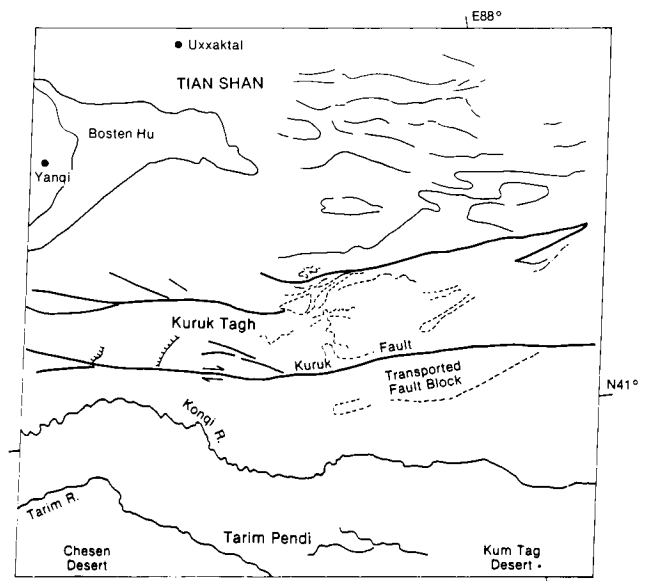 E88°
Uxxaktal
TIAN SHAN
Bosten Hu
Yanqi
Kuruk Tagh
Kuruk Fault
Transported
Fault Block
N41°
Konqi R.
Tarim R.
Tarim Pendi
Chesen
Desert
Kum Tag
Desert